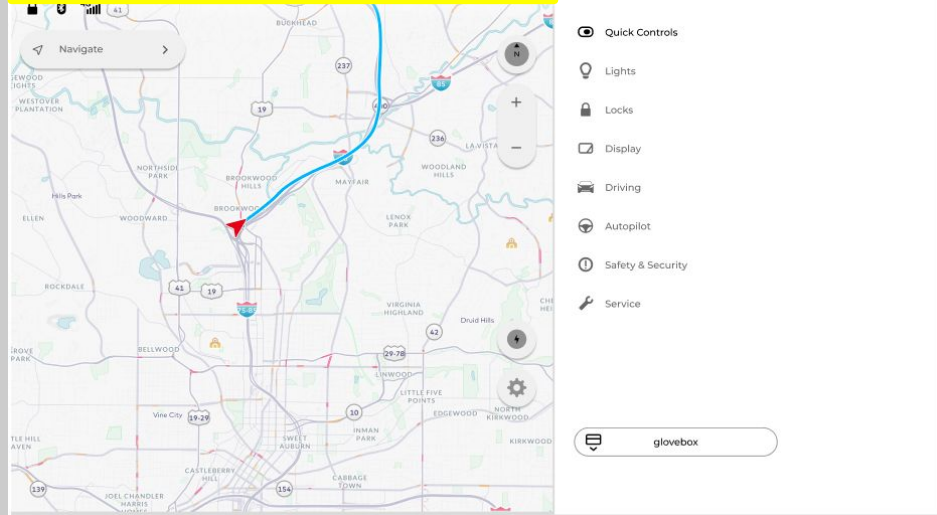 41
BUCKHEAD
Navigate
N
237
85
400
19
236
LA VISTA
WESTOVER
PLANTATION
NORTHSIDE
PARK
BROOKWOOD
HILLS
MAYFAIR
WOODLAND
HILLS
Hills Park
ELLEN
WOODWARD
LENOX
PARK
ROCKDALE
41
19
VIRGINIA
HIGHLAND
Druid Hills
42
BELLWOOD
29-78
LINWOOD
LITTLE FIVE
POINTS
Vine City
19-29
10
EDGEWOOD
NORTH
KIRKWOOD
INMAN
PARK
SWEET
AUBURN
KIRKWOOD
CASTLEBERRY
HILL
CABBAGE
TOWN
139
154
JOEL CHANDLER
HARRIS
Quick Controls
Lights
Locks
Display
Driving
Autopilot
Safety & Security
Service
glovebox